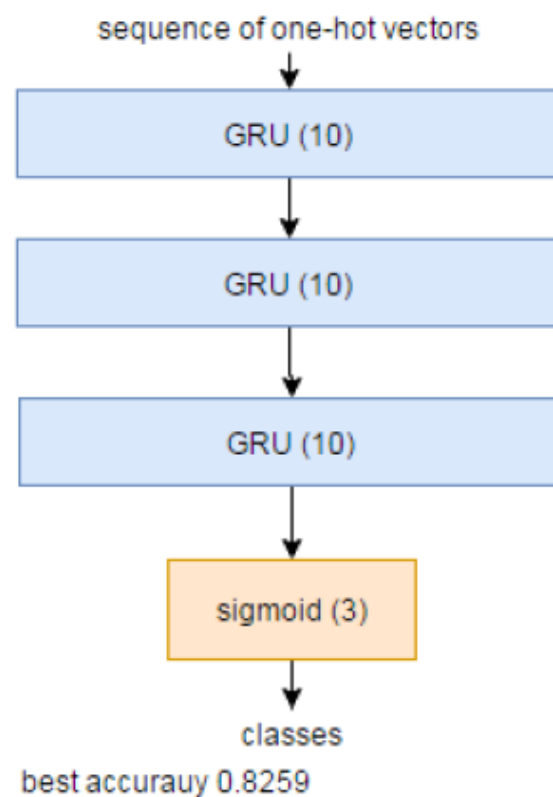 sequence of one-hot vectors
GRU (10)
GRU (10)
GRU (10)
sigmoid (3)
classes
best accurauy 0.8259